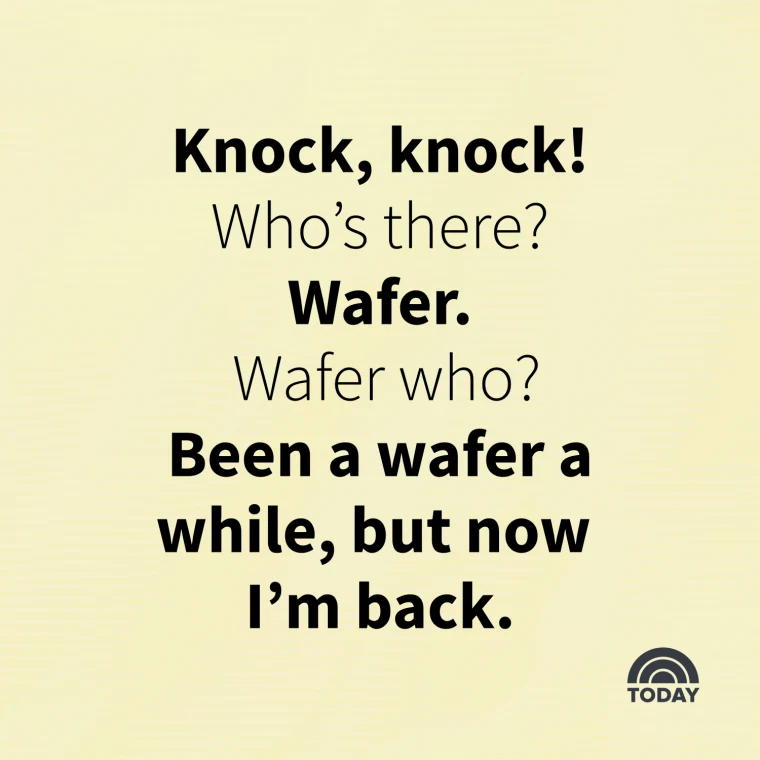 Knock, knock!
Who’s there?
Wafer.
Wafer who?
Been a wafer a
while, but now
I’m back.
TODAY